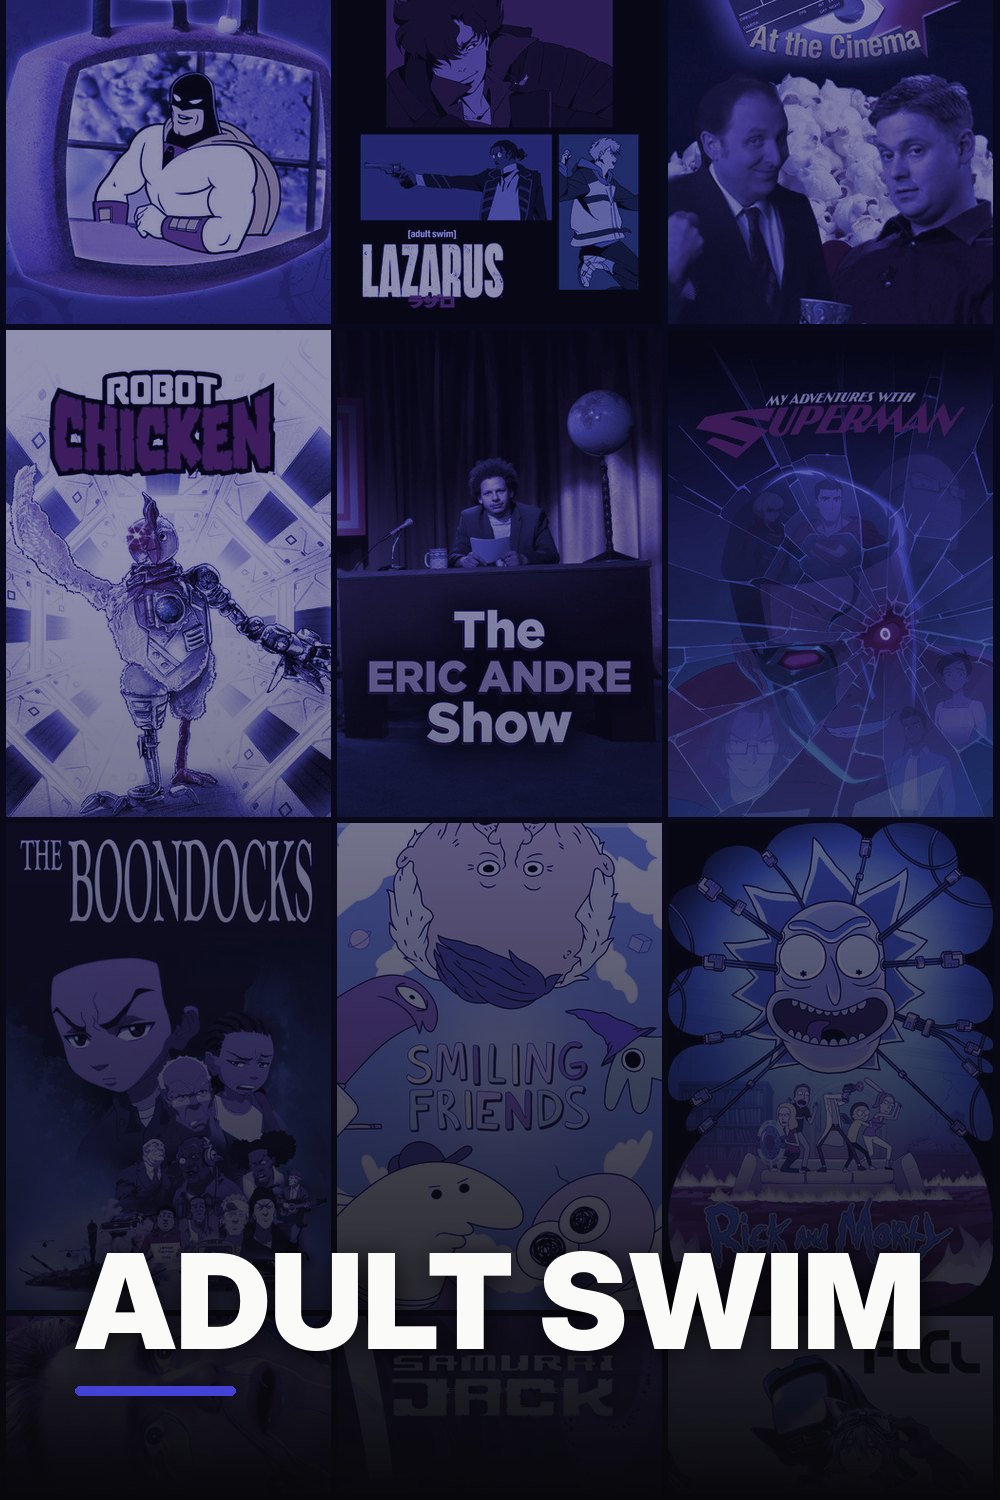 At the Cinema
[adult swim]
LAZARUS
ラザロ
ROBOT
CHICKEN
The
ERIC ANDRE
Show
MY ADVENTURES WITH
SUPERMAN
THE BOONDOCKS
SMILING
FRIENDS
Rick and Morty
ADULT SWIM
SAMURAI
JACK
FLCL